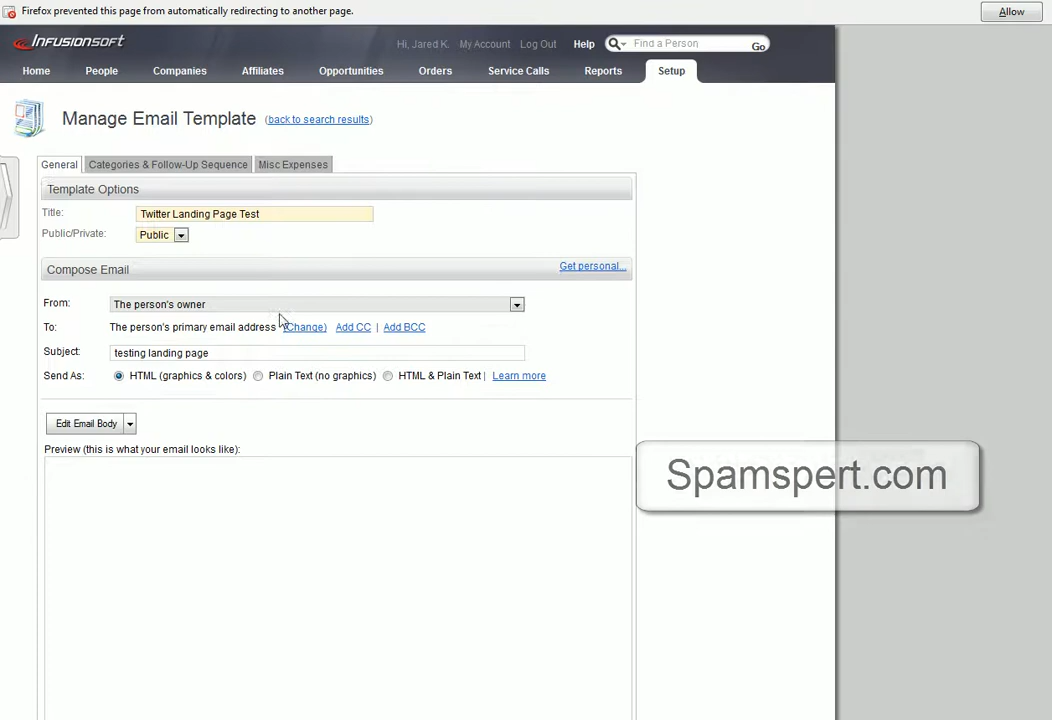 Firefox prevented this page from automatically redirecting to another page.
Allow
Infusionsoft
Hi, Jared K. My Account Log Out Help Find a Person Go
Home People Companies Affiliates Opportunities Orders Service Calls Reports Setup
Manage Email Template (back to search results)
General Categories & Follow-Up Sequence Misc Expenses
Template Options
Title: Twitter Landing Page Test
Public/Private: Public
Compose Email Get personal...
From: The person's owner
To: The person's primary email address (Change) Add CC | Add BCC
Subject: testing landing page
Send As: HTML (graphics & colors) Plain Text (no graphics) HTML & Plain Text | Learn more
Edit Email Body
Preview (this is what your email looks like):
Spamspert.com